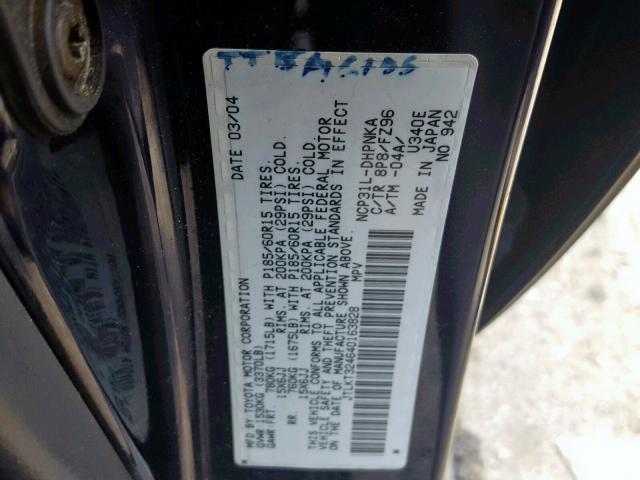 MFD.BY TOYOTA MOTOR CORPORATION DATE 03/04
GVWR 1530KG (3370LB)
GAWR FRT. 780KG (1715LB) WITH P185/60R15 TIRES.
15X6JJ RIMS. AT 200KPA (29PSI) COLD.
RR. 760KG (1675LB) WITH P185/60R15 TIRES.
15X6JJ RIMS. AT 200KPA (29PSI) COLD.
THIS VEHICLE CONFORMS TO ALL APPLICABLE FEDERAL MOTOR
VEHICLE SAFETY AND THEFT PREVENTION STANDARDS IN EFFECT
ON THE DATE OF MANUFACTURE SHOWN ABOVE.
JTLKT324640163828 MPV
NCP31L-DHPNKA
C/TR 8P8/FZ96
A/TM -04A/ U340E
IN JAPAN
NO 942